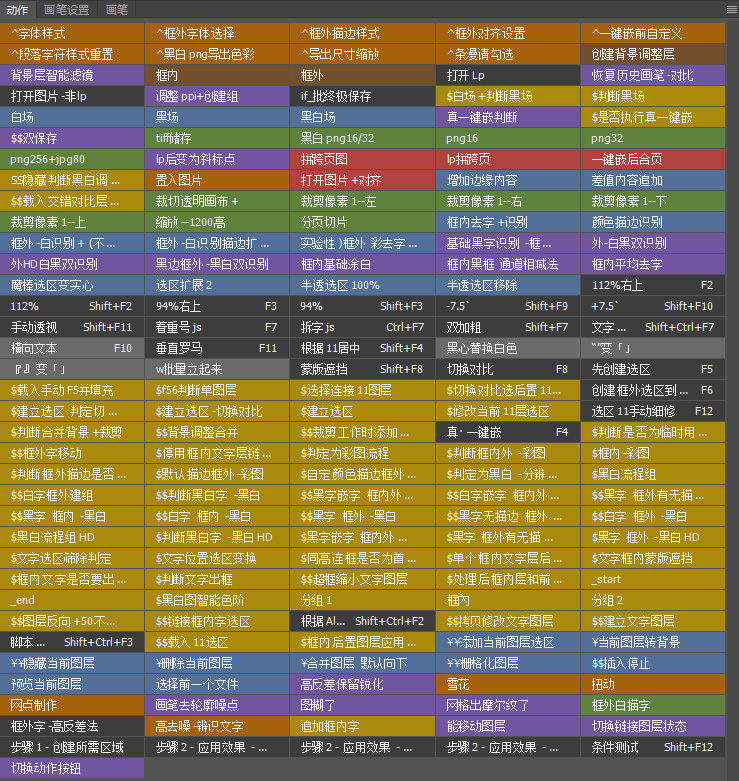 动作 画笔设置 画笔
^字体样式 ^框外字体选择 ^框外描边样式 ^框外对齐设置 ^一键嵌前自定义
^段落字符样式重置 ^黑白 png导出色彩 ^导出尺寸缩放 ^条漫请勾选 创建背景调整层
背景层智能滤镜 框内 框外 打开 Lp 恢复历史画笔 -对比
打开图片 -非lp 调整 ppi+创建组 if_批终极保存 $白场 +判断黑场 $判断黑场
白场 黑场 黑白场 真一键嵌判断 $是否执行真一键嵌
$$双保存 tiff储存 黑白 png16/32 png16 png32
png256+jpg80 lp后变为斜标点 拼跨页图 lp拼跨页 一键嵌后合页
SS隐藏 判断黑白调 ... 置入图片 打开图片 +对齐 增加边缘内容 差值内容追加
$$载入 交错对比层 ... 裁切透明画布 + 裁剪像素 1--左 裁剪像素 1--右 裁剪像素 1--下
裁剪像素 1--上 缩放 --1200高 分页切片 框内去字 +识别 颜色描边识别
框外 -白识别 + (不 ... 框外 -白识别描边扩 ... 实验性 )框外 彩去字 ... 基础黑字识别 -框 ... 外-白黑双识别
外HD白黑双识别 黑边框外 -黑白双识别 框内基础涂白 框内黑框 通道相减法 框内平均去字
魔棒选区变实心 选区扩展 2 半透选区 100% 半透选区移除 112%右上 F2
112% Shift+F2 94%右上 F3 94% Shift+F3 -7.5` Shift+F9 +7.5` Shift+F10
手动透视 Shift+F11 着重号 js F7 拆字 js Ctrl+F7 双加粗 Shift+F7 文字 ... Shift+Ctrl+F7
横向文本 F10 垂直罗马 F11 根据 11居中 Shift+F4 黑心替换白色 “”变「」
『』变「」 w批量立起来 蒙版遮挡 Shift+F8 切换对比 F8 先创建选区 F5
$载入手动 F5并填充 $f56判断单图层 $选择连接 11图层 $切换对比选后置 11... 创建框外选区到 ... F6
$建立选区 判定切 ... $建立选区 -切换对比 $建立选区 $修改当前 11层选区 选区 11手动细修 F12
$判断合并背景 +裁剪 $$背景调整合并 $$裁剪工作时添加 ... 真·一键嵌 F4 $判断是否为临时用 ...
$$框外字移动 $停用 框内文字层链 ... $判定为彩图流程 $判断框内外 -彩图 $框内 -彩图
$判断框外描边是否 ... $默认 描边框外 -彩图 $自定 颜色描边框外 ... $判定为黑白 -分辨 ... $黑白流程组
$$白字框外建组 $$判断黑白字 -黑白 $$黑字嵌字 框内外 ... $$白字嵌字 框内外 ... $$黑字 框外有无描 ...
$$黑字 框内 -黑白 $$白字 框内 -黑白 $$黑字 框外 -黑白 $$黑字无描边 框外 ... $$白字 框外 -黑白
$黑白流程组 HD $判断黑白字 -黑白 HD $黑字嵌字 框内外 ... $黑字 框外有无描 ... $黑字 框外 -黑白 HD
$文字选区筛除判定 $文字位置选区变换 $同高连框是否为首 ... $单个框内文字层后 ... $文字框内蒙版遮挡
$框内文字是否要出 ... $判断文字出框 $$超框缩小文字图层 $处理后框内层和前 ... _start
_end $黑白图智能色阶 分组 1 框内 分组 2
$$图层反向 +50不 ... $$链接框内字选区 根据 Al... Shift+Ctrl+F2 $$拷贝修改文字图层 $$建立文字图层
脚本 ... Shift+Ctrl+F3 $$载入 11选区 $框内后置图层应用 ... ¥¥添加当前图层选区 ¥当前图层转背景
¥¥隐藏当前图层 ¥删除当前图层 ¥合并图层 默认向下 ¥¥栅格化图层 $$插入停止
预览当前图层 选择前一个文件 高反差保留锐化 雪花 扭动
网点制作 画笔去轮廓噪点 图糊了 网格出摩尔纹了 框外白描字
框外字 -高反差法 高去噪 -辨识文字 追加框内字 能移动图层 切换链接图层状态
步骤 1 - 创建所需区域 步骤 2 - 应用效果 - ... 步骤 2 - 应用效果 - ... 步骤 2 - 应用效果 - ... 条件测试 Shift+F12
切换动作按钮